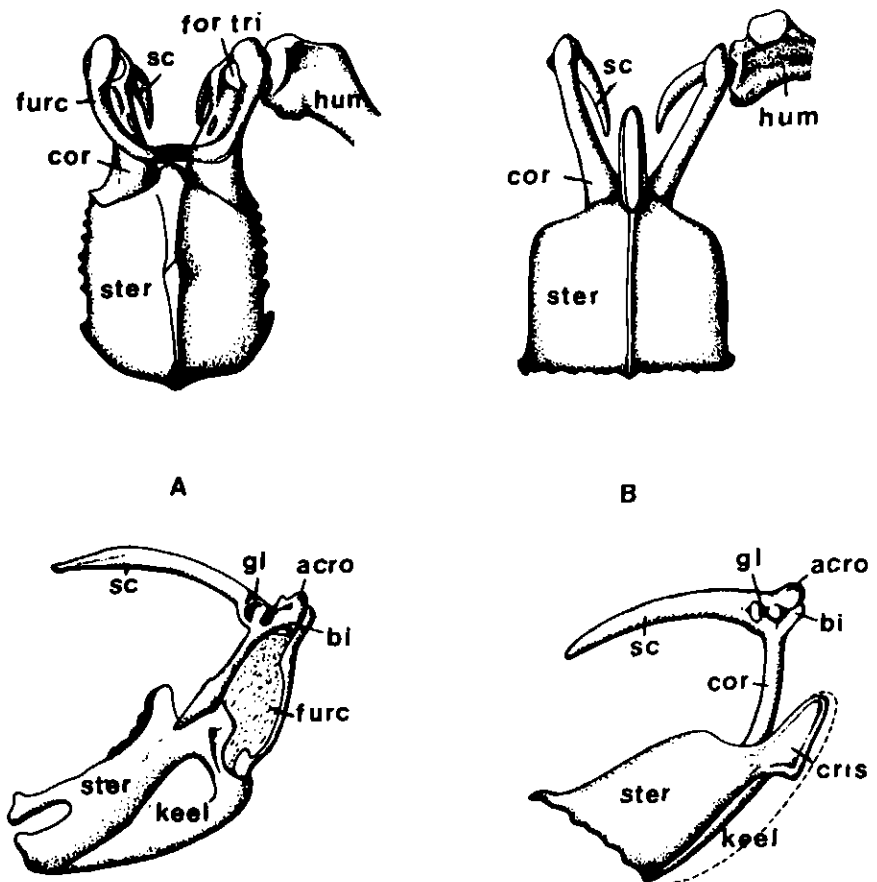 for tri
sc
furc
hum
cor
ster
sc
hum
cor
ster
A
B
gl
acro
sc
bi
furc
ster
keel
gl
acro
bi
sc
cor
cris
ster
keel